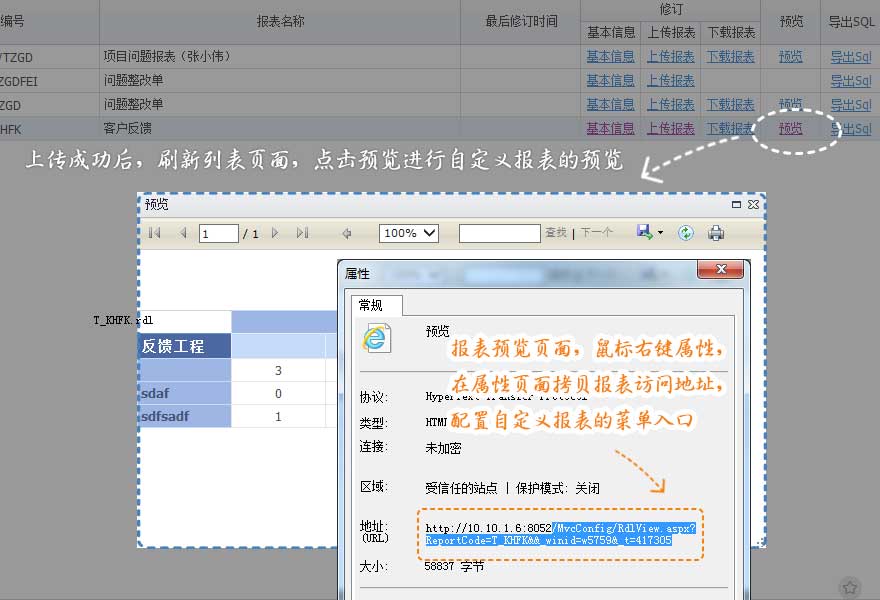 编号 报表名称 最后修订时间 修订 预览 导出SQL
基本信息 上传报表 下载报表
/TZGD 项目问题报表（张小伟） 基本信息 上传报表 下载报表 预览 导出Sql
ZGDFEI 问题整改单 基本信息 上传报表 导出Sql
ZGD 问题整改单 基本信息 上传报表 下载报表 预览 导出Sql
HFK 客户反馈 基本信息 上传报表 下载报表 预览 导出Sql
上传成功后，刷新列表页面，点击预览进行自定义报表的预览
预览
1 / 1 100% 查找 | 下一个
属性
常规
T_KHFK.rdl
预览
反馈工程
报表预览页面，鼠标右键属性，
3
在属性页面拷贝报表访问地址，
sdaf 0
协议: HyperText Transfer Protocol
sdfsadf 1
类型: HTML
配置自定义报表的菜单入口
连接: 未加密
区域: 受信任的站点 | 保护模式: 关闭
地址: (URL)
http://10.10.1.6:8052/MvcConfig/RdlView.aspx?
ReportCode=T_KHFK&&_winid=w5759&_t=417305
大小: 58837 字节